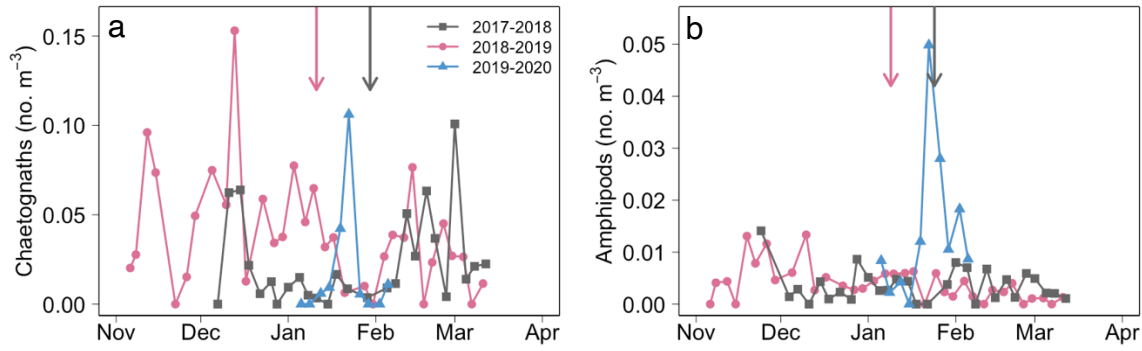 a
Chaetognaths (no. m⁻³)
0.15
0.10
0.05
0.00
2017-2018
2018-2019
2019-2020
Nov Dec Jan Feb Mar Apr
b
Amphipods (no. m⁻³)
0.05
0.04
0.03
0.02
0.01
0.00
Nov Dec Jan Feb Mar Apr